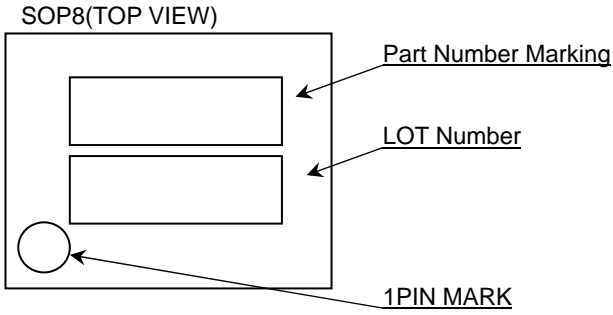 SOP8(TOP VIEW)
Part Number Marking
LOT Number
1PIN MARK